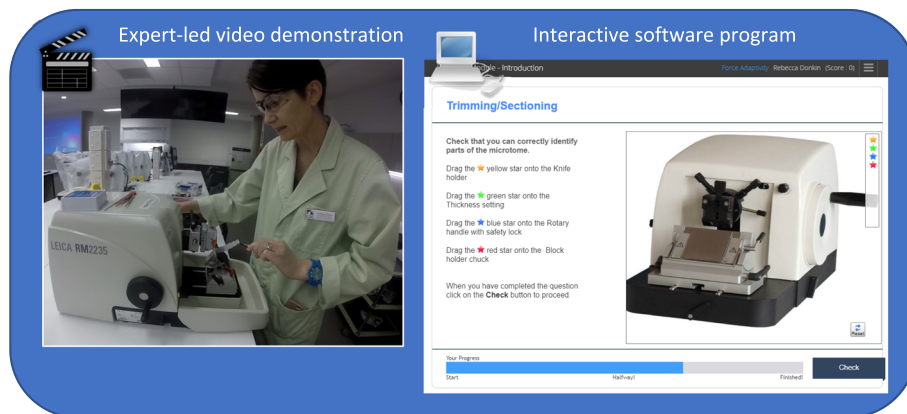 Expert-led video demonstration
Interactive software program
LEICA RM2235
- Introduction
Force Adaptivity Rebecca Donkin (Score : 0)
Trimming/Sectioning
Check that you can correctly identify
parts of the microtome.
Drag the yellow star onto the Knife
holder
Drag the green star onto the
Thickness setting
Drag the blue star onto the Rotary
handle with safety lock
Drag the red star onto the Block
holder chuck
When you have completed the question
click on the Check button to proceed.
Reset
Your Progress
Start
Halfway!
Finished!
Check